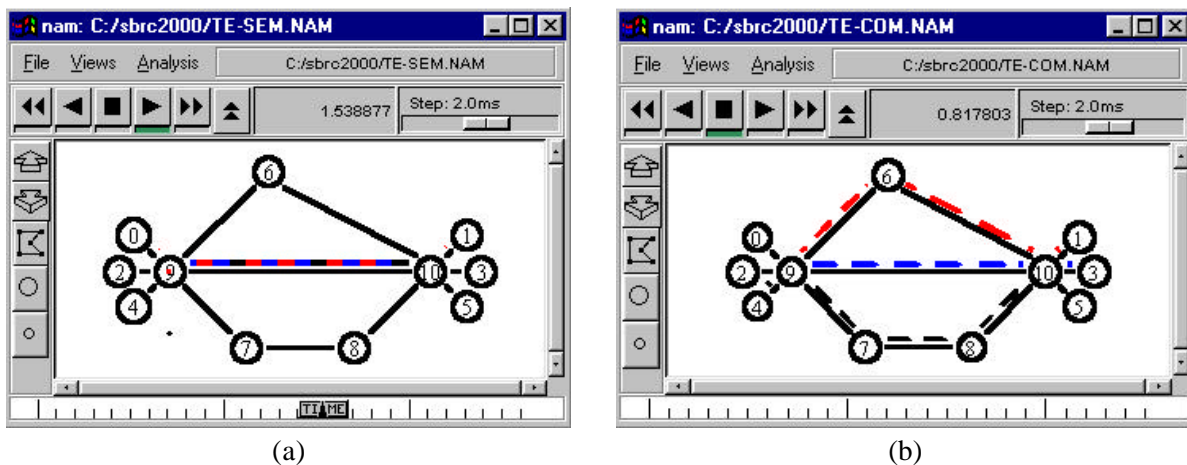 nam: C:/sbrc2000/TE-SEM.NAM
File Views Analysis C:/sbrc2000/TE-SEM.NAM
1.538877 Step: 2.0ms
6
0 1
2 9 10 3
4 5
7 8
TIME
(a)
nam: C:/sbrc2000/TE-COM.NAM
File Views Analysis C:/sbrc2000/TE-COM.NAM
0.817803 Step: 2.0ms
6
0 1
2 9 10 3
4 5
7 8
(b)